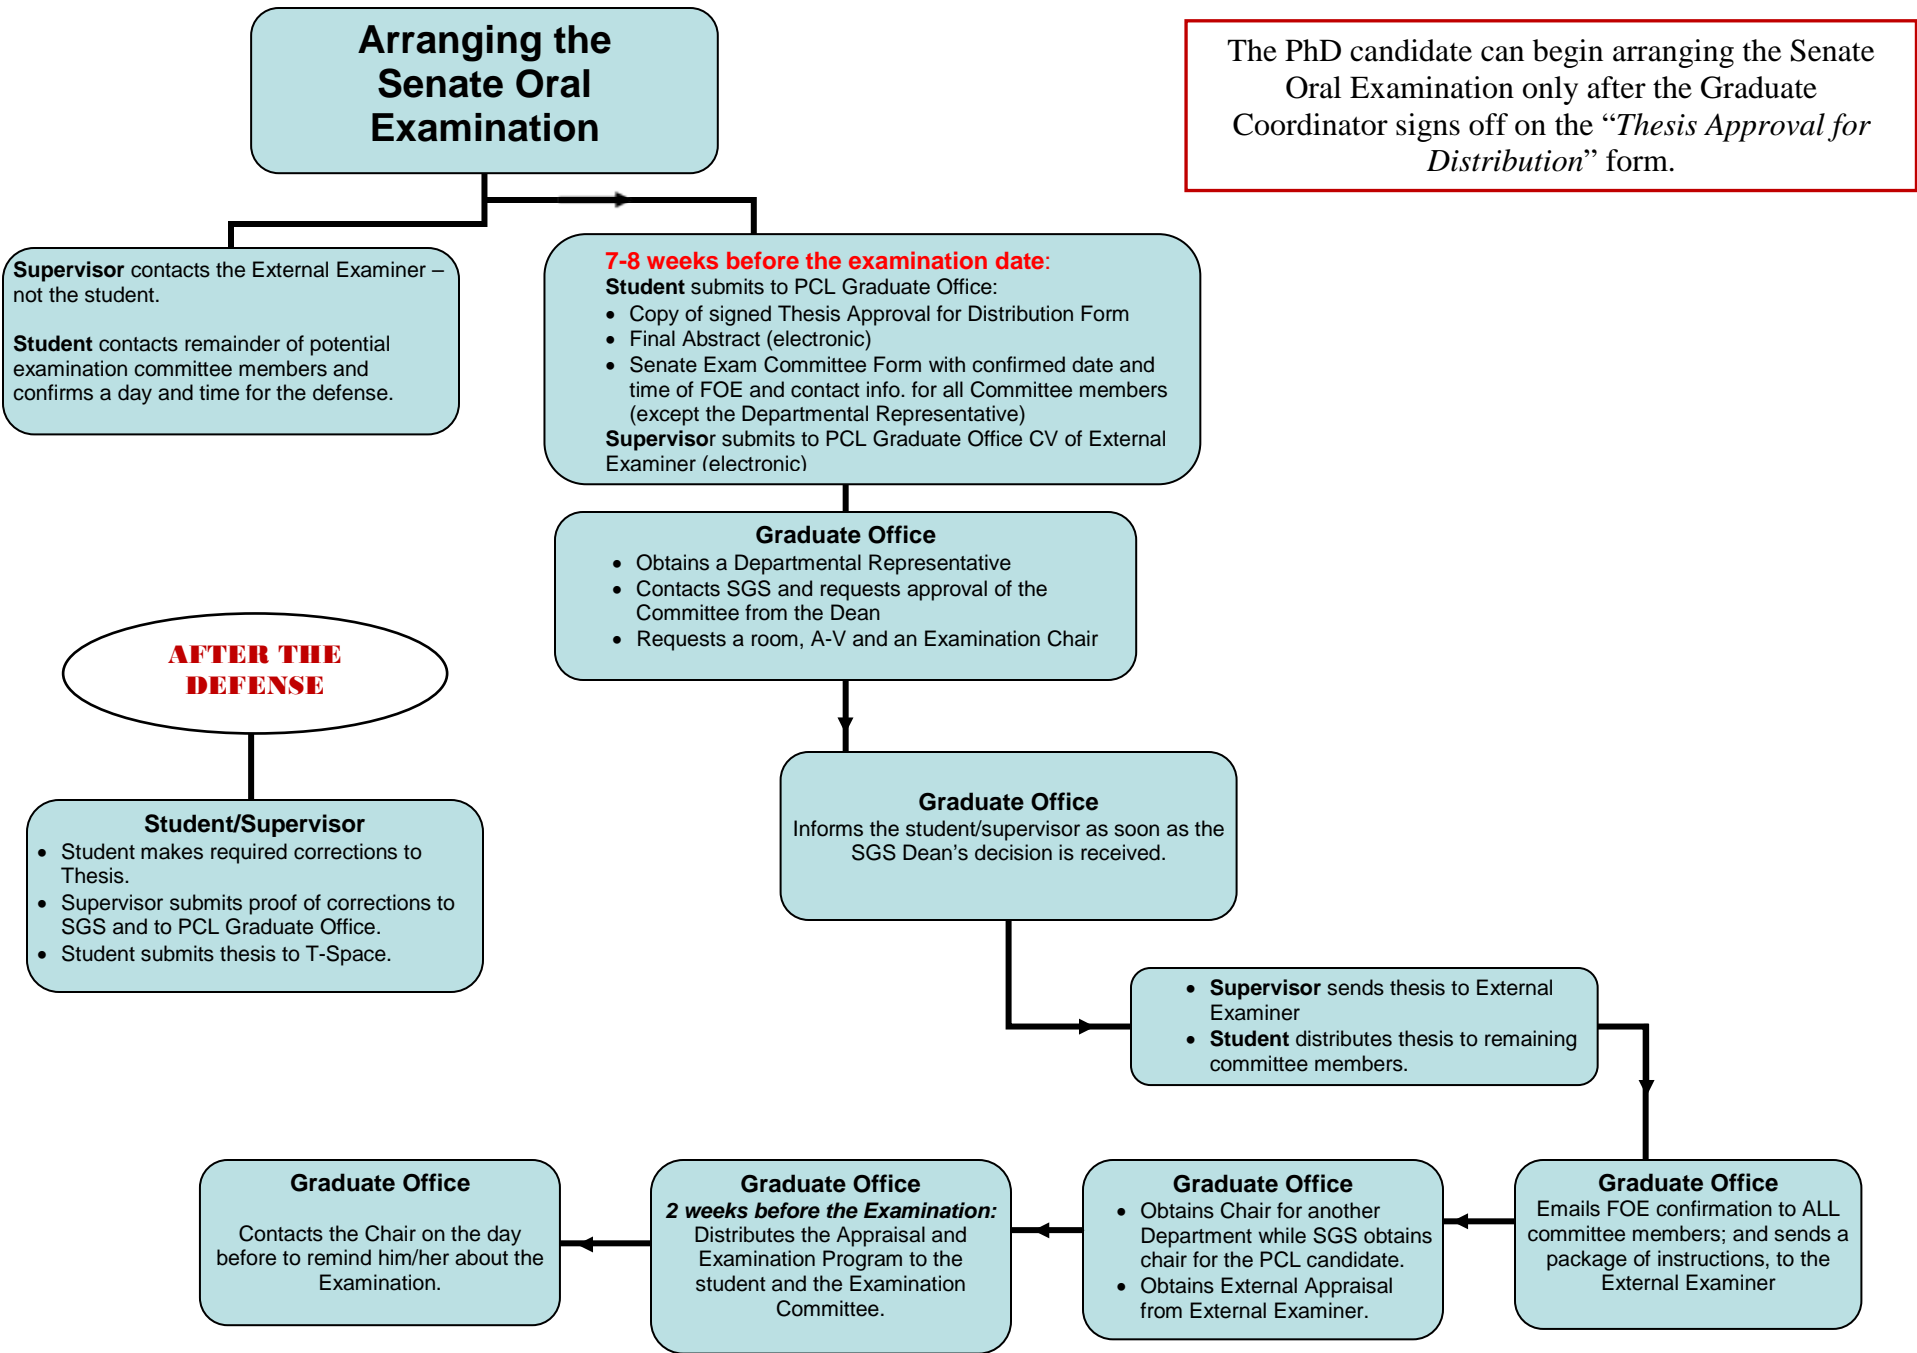 Arranging the
Senate Oral
Examination
The PhD candidate can begin arranging the Senate
Oral Examination only after the Graduate
Coordinator signs off on the “Thesis Approval for
Distribution” form.
Supervisor contacts the External Examiner –
not the student.
Student contacts remainder of potential
examination committee members and
confirms a day and time for the defense.
7-8 weeks before the examination date:
Student submits to PCL Graduate Office:
• Copy of signed Thesis Approval for Distribution Form
• Final Abstract (electronic)
• Senate Exam Committee Form with confirmed date and
time of FOE and contact info. for all Committee members
(except the Departmental Representative)
Supervisor submits to PCL Graduate Office CV of External
Examiner (electronic)
Graduate Office
• Obtains a Departmental Representative
• Contacts SGS and requests approval of the
Committee from the Dean
• Requests a room, A-V and an Examination Chair
AFTER THE
DEFENSE
Student/Supervisor
• Student makes required corrections to
Thesis.
• Supervisor submits proof of corrections to
SGS and to PCL Graduate Office.
• Student submits thesis to T-Space.
Graduate Office
Informs the student/supervisor as soon as the
SGS Dean’s decision is received.
• Supervisor sends thesis to External
Examiner
• Student distributes thesis to remaining
committee members.
Graduate Office
Emails FOE confirmation to ALL
committee members; and sends a
package of instructions, to the
External Examiner
Graduate Office
• Obtains Chair for another
Department while SGS obtains
chair for the PCL candidate.
• Obtains External Appraisal
from External Examiner.
Graduate Office
2 weeks before the Examination:
Distributes the Appraisal and
Examination Program to the
student and the Examination
Committee.
Graduate Office
Contacts the Chair on the day
before to remind him/her about the
Examination.